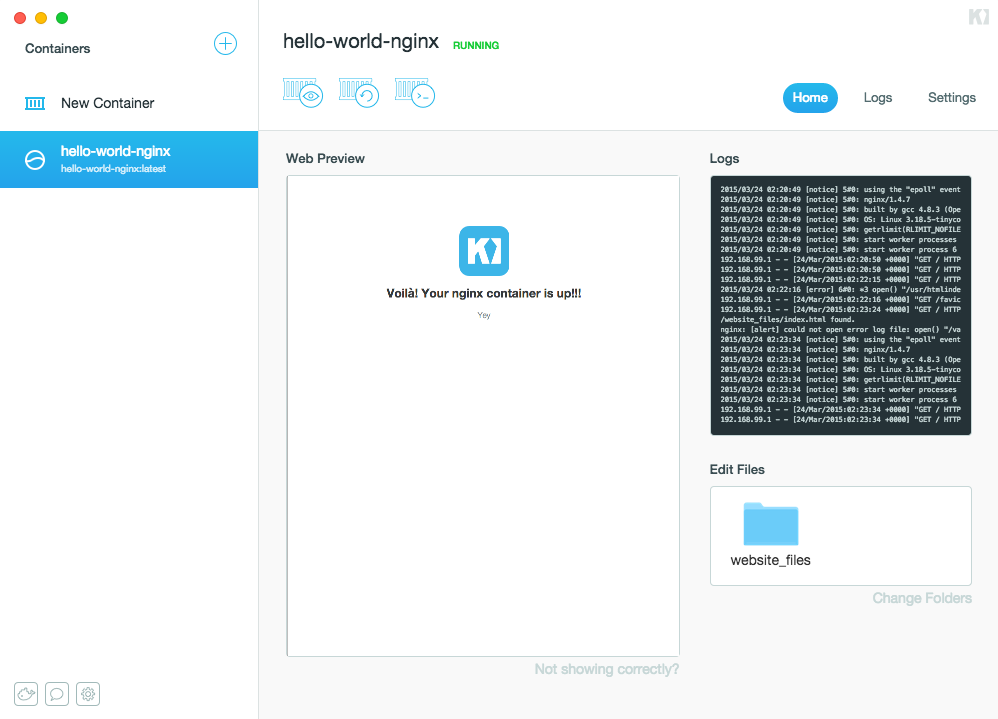 Containers
New Container
hello-world-nginx
hello-world-nginx:latest
hello-world-nginx RUNNING
Home Logs Settings
Web Preview
Voilà! Your nginx container is up!!!
Yey
Not showing correctly?
Logs
2015/03/24 02:20:49 [notice] 5#0: using the "epoll" event
2015/03/24 02:20:49 [notice] 5#0: nginx/1.4.7
2015/03/24 02:20:49 [notice] 5#0: built by gcc 4.8.3 (Ope
2015/03/24 02:20:49 [notice] 5#0: OS: Linux 3.18.5-tinyco
2015/03/24 02:20:49 [notice] 5#0: getrlimit(RLIMIT_NOFILE
2015/03/24 02:20:49 [notice] 5#0: start worker processes
2015/03/24 02:20:49 [notice] 5#0: start worker process 6
192.168.99.1 - - [24/Mar/2015:02:20:50 +0000] "GET / HTTP
192.168.99.1 - - [24/Mar/2015:02:20:50 +0000] "GET / HTTP
192.168.99.1 - - [24/Mar/2015:02:22:15 +0000] "GET / HTTP
2015/03/24 02:22:16 [error] 6#0: *3 open() "/usr/htmlinde
192.168.99.1 - - [24/Mar/2015:02:22:16 +0000] "GET /favic
192.168.99.1 - - [24/Mar/2015:02:23:24 +0000] "GET / HTTP
/website_files/index.html found.
nginx: [alert] could not open error log file: open() "/va
2015/03/24 02:23:34 [notice] 5#0: using the "epoll" event
2015/03/24 02:23:34 [notice] 5#0: nginx/1.4.7
2015/03/24 02:23:34 [notice] 5#0: built by gcc 4.8.3 (Ope
2015/03/24 02:23:34 [notice] 5#0: OS: Linux 3.18.5-tinyco
2015/03/24 02:23:34 [notice] 5#0: getrlimit(RLIMIT_NOFILE
2015/03/24 02:23:34 [notice] 5#0: start worker processes
2015/03/24 02:23:34 [notice] 5#0: start worker process 6
192.168.99.1 - - [24/Mar/2015:02:23:34 +0000] "GET / HTTP
192.168.99.1 - - [24/Mar/2015:02:23:34 +0000] "GET / HTTP
Edit Files
website_files
Change Folders